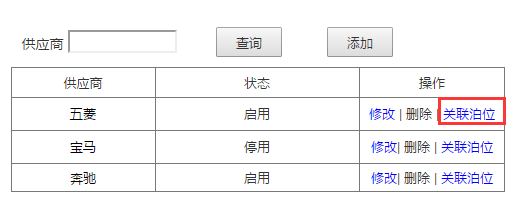 供应商 查询 添加
供应商 状态 操作
五菱 启用 修改 | 删除 | 关联泊位
宝马 停用 修改 | 删除 | 关联泊位
奔驰 启用 修改 | 删除 | 关联泊位